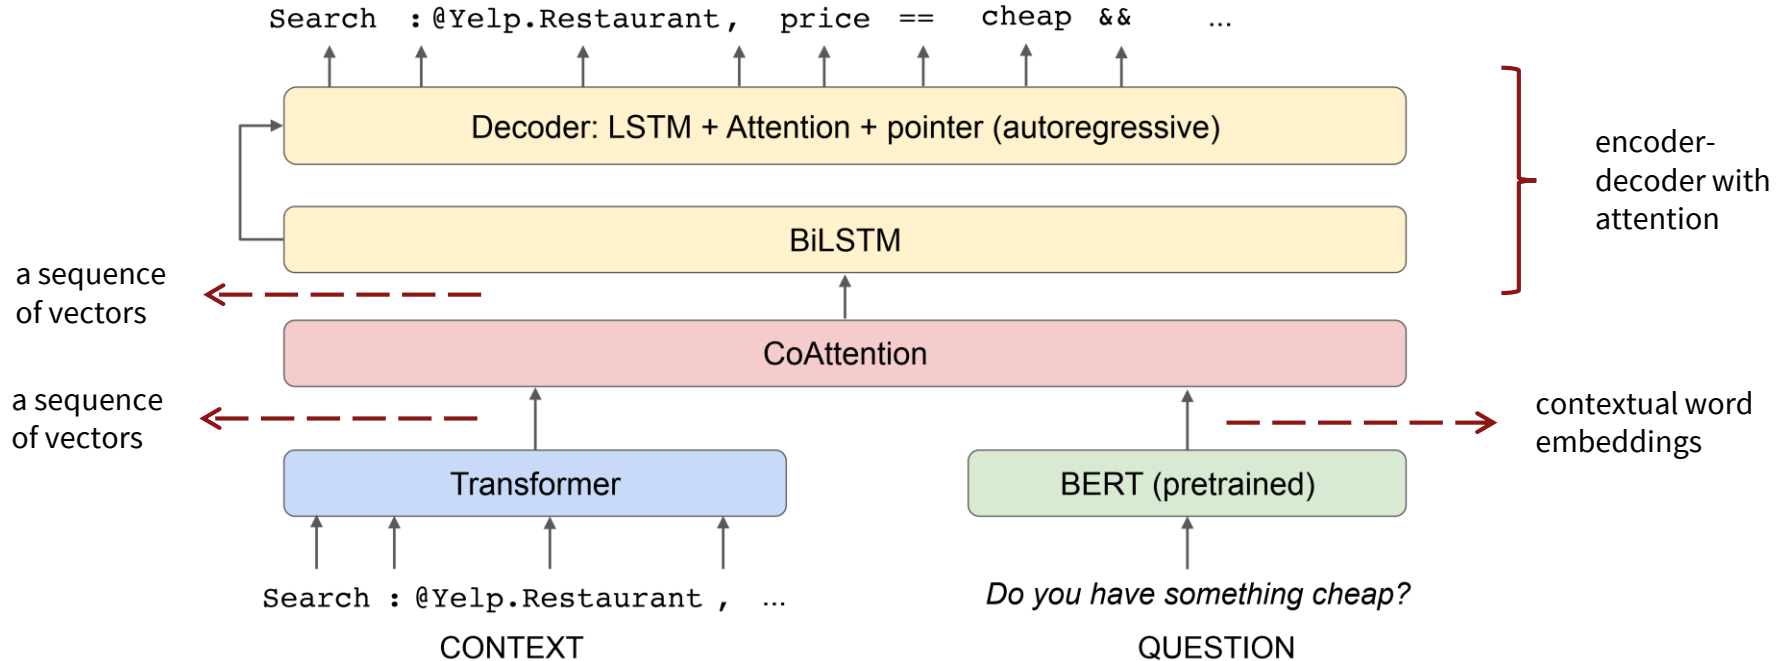 Search : @Yelp.Restaurant, price == cheap && ...
Decoder: LSTM + Attention + pointer (autoregressive)
encoder-
decoder with
attention
BiLSTM
a sequence
of vectors
CoAttention
a sequence
of vectors
contextual word
embeddings
Transformer
BERT (pretrained)
Search : @Yelp.Restaurant , ...
Do you have something cheap?
CONTEXT
QUESTION